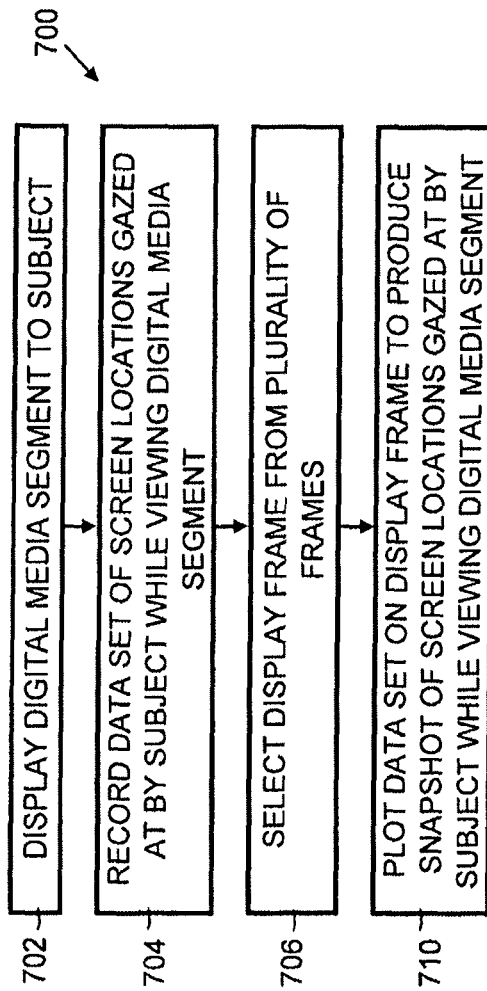 700
702
DISPLAY DIGITAL MEDIA SEGMENT TO SUBJECT
704
RECORD DATA SET OF SCREEN LOCATIONS GAZED
AT BY SUBJECT WHILE VIEWING DIGITAL MEDIA
SEGMENT
706
SELECT DISPLAY FRAME FROM PLURALITY OF
FRAMES
710
PLOT DATA SET ON DISPLAY FRAME TO PRODUCE
SNAPSHOT OF SCREEN LOCATIONS GAZED AT BY
SUBJECT WHILE VIEWING DIGITAL MEDIA SEGMENT